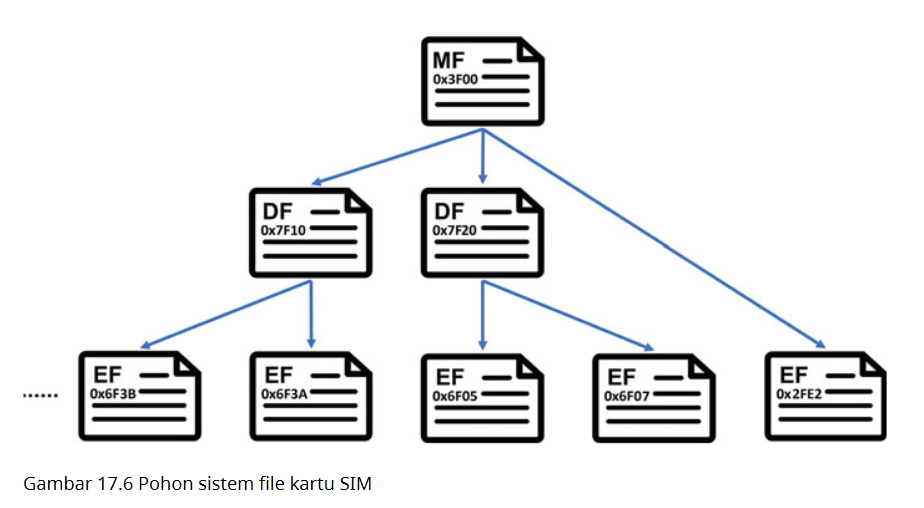 MF
0x3F00
DF
0x7F10
DF
0x7F20
EF
0x6F3B
EF
0x6F3A
EF
0x6F05
EF
0x6F07
EF
0x2FE2
......
Gambar 17.6 Pohon sistem file kartu SIM